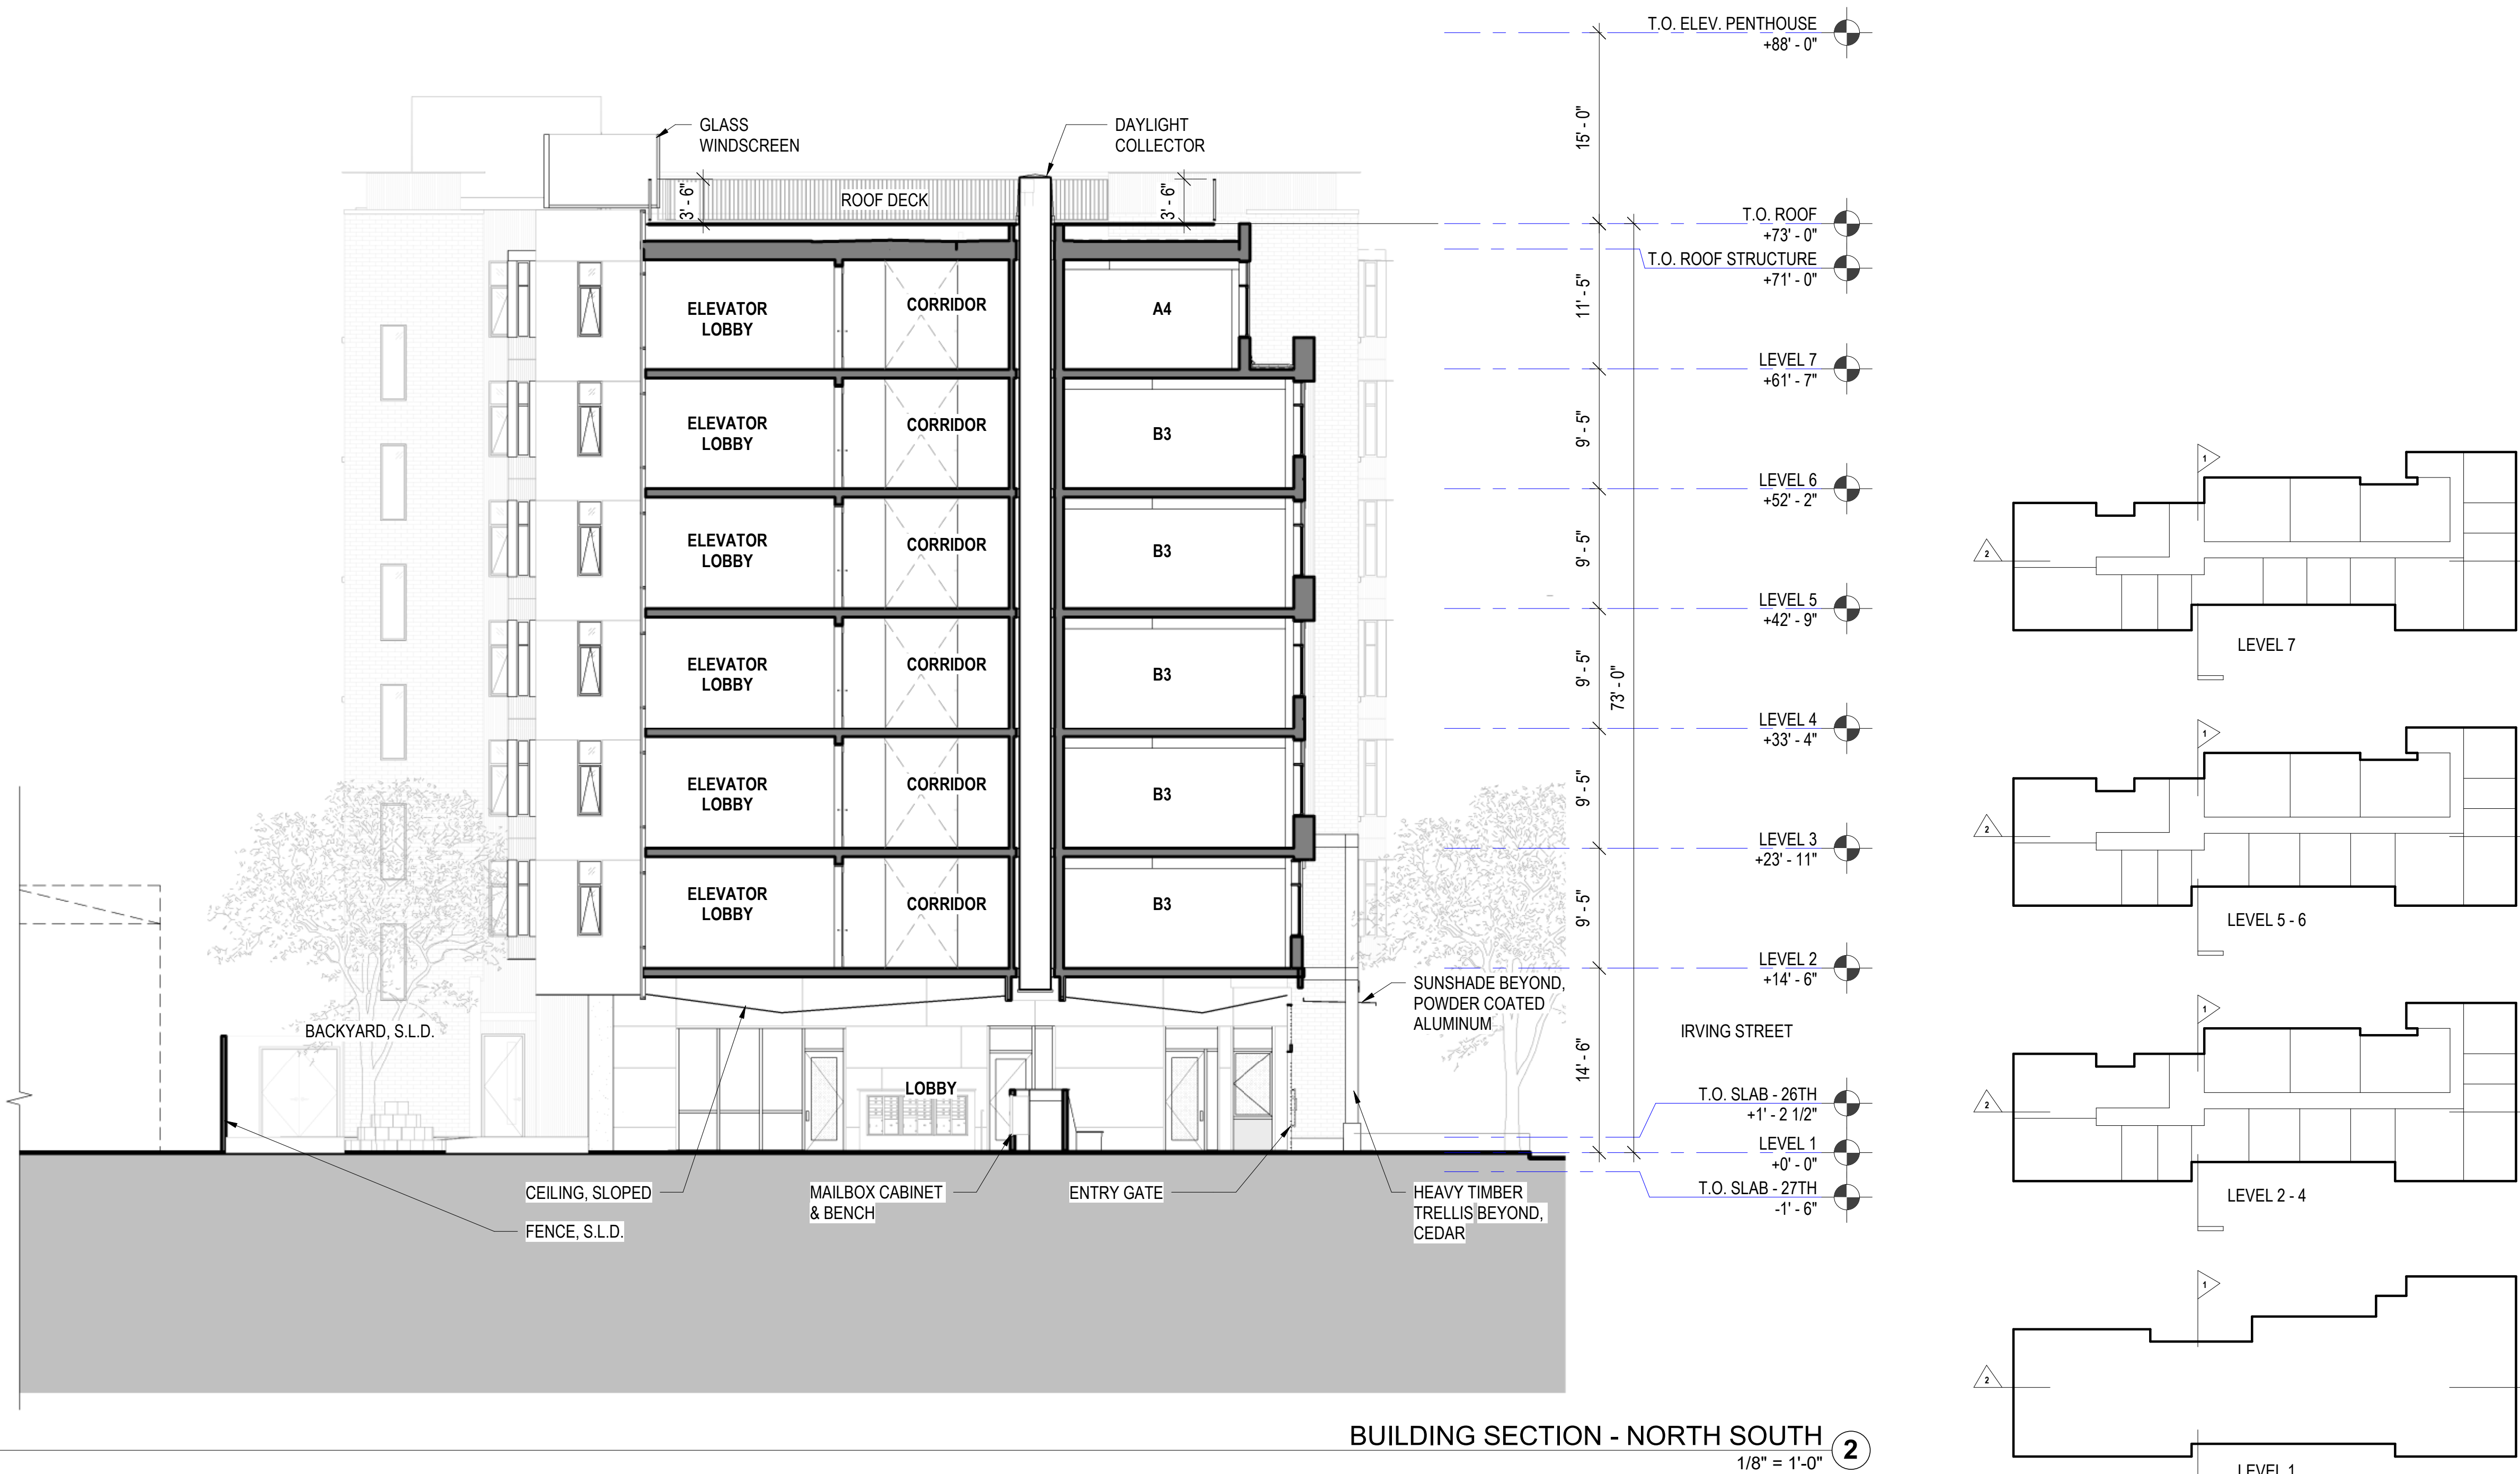 T.O. ELEV. PENTHOUSE
+88' - 0"
GLASS
WINDSCREEN
DAYLIGHT
COLLECTOR
15' - 0"
3' - 6"
ROOF DECK
3' - 6"
T.O. ROOF
+73' - 0"
T.O. ROOF STRUCTURE
+71' - 0"
ELEVATOR
LOBBY
CORRIDOR
A4
11' - 5"
LEVEL 7
+61' - 7"
ELEVATOR
LOBBY
CORRIDOR
B3
9' - 5"
LEVEL 6
+52' - 2"
ELEVATOR
LOBBY
CORRIDOR
B3
9' - 5"
LEVEL 5
+42' - 9"
ELEVATOR
LOBBY
CORRIDOR
B3
9' - 5"
73' - 0"
LEVEL 4
+33' - 4"
ELEVATOR
LOBBY
CORRIDOR
B3
9' - 5"
LEVEL 3
+23' - 11"
ELEVATOR
LOBBY
CORRIDOR
B3
9' - 5"
LEVEL 2
+14' - 6"
SUNSHADE BEYOND,
POWDER COATED
ALUMINUM
BACKYARD, S.L.D.
IRVING STREET
14' - 6"
LOBBY
T.O. SLAB - 26TH
+1' - 2 1/2"
LEVEL 1
+0' - 0"
T.O. SLAB - 27TH
-1' - 6"
CEILING, SLOPED
FENCE, S.L.D.
MAILBOX CABINET
& BENCH
ENTRY GATE
HEAVY TIMBER
TRELLIS BEYOND,
CEDAR
BUILDING SECTION - NORTH SOUTH
2
1/8" = 1'-0"
1
2
LEVEL 7
1
2
LEVEL 5 - 6
1
2
LEVEL 2 - 4
1
2
LEVEL 1